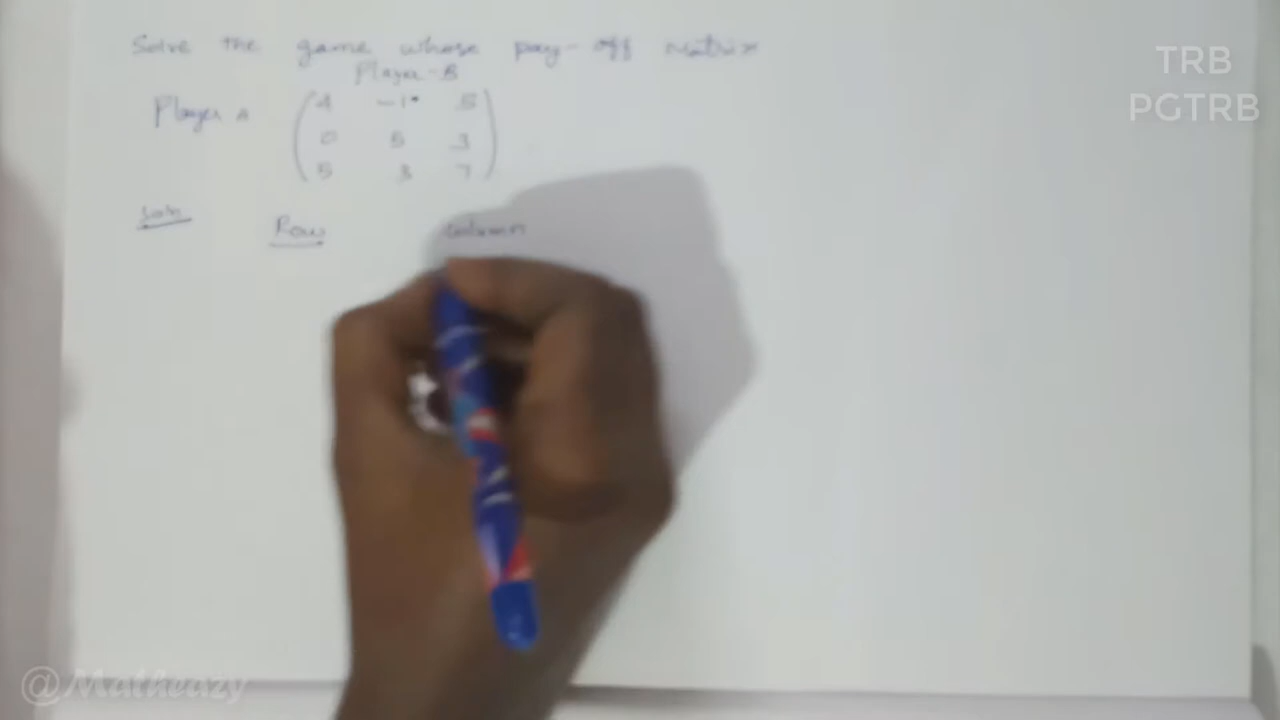 Solve the game whose pay-off matrix
Player-B
Player A
4 -1 5
0 5 3
5 3 7
Soln
Row column
TRB
PGTRB
@Matheazy